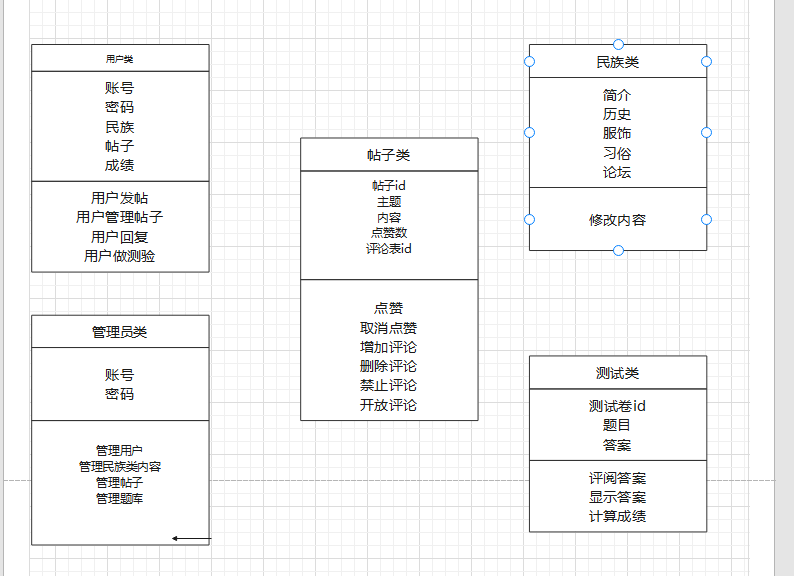 用户类
账号
密码
民族
帖子
成绩
用户发帖
用户管理帖子
用户回复
用户做测验
管理员类
账号
密码
管理用户
管理民族类内容
管理帖子
管理题库
帖子类
帖子id
主题
内容
点赞数
评论表id
点赞
取消点赞
增加评论
删除评论
禁止评论
开放评论
民族类
简介
历史
服饰
习俗
论坛
修改内容
测试类
测试卷id
题目
答案
评阅答案
显示答案
计算成绩